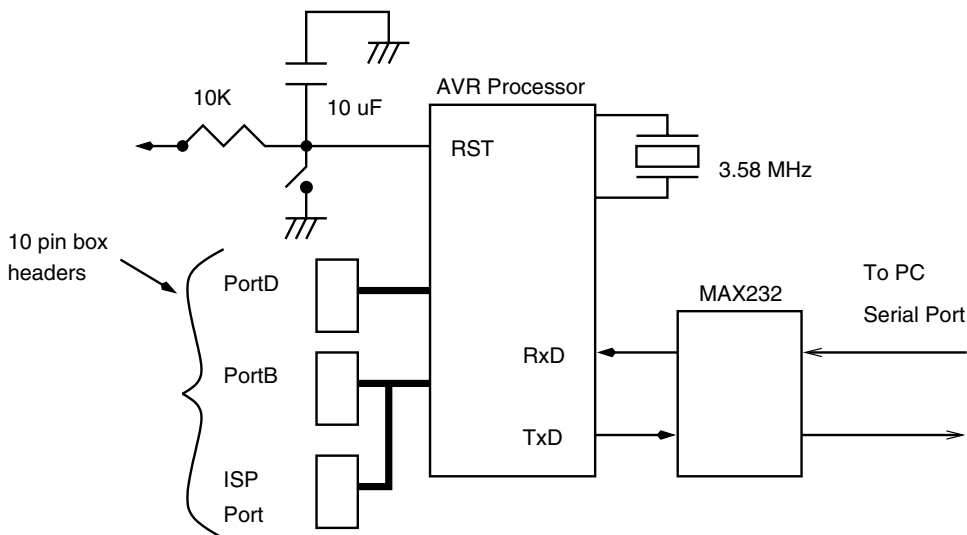 10K
10 uF
AVR Processor
RST
3.58 MHz
10 pin box
headers
PortD
PortB
ISP
Port
RxD
TxD
MAX232
To PC
Serial Port